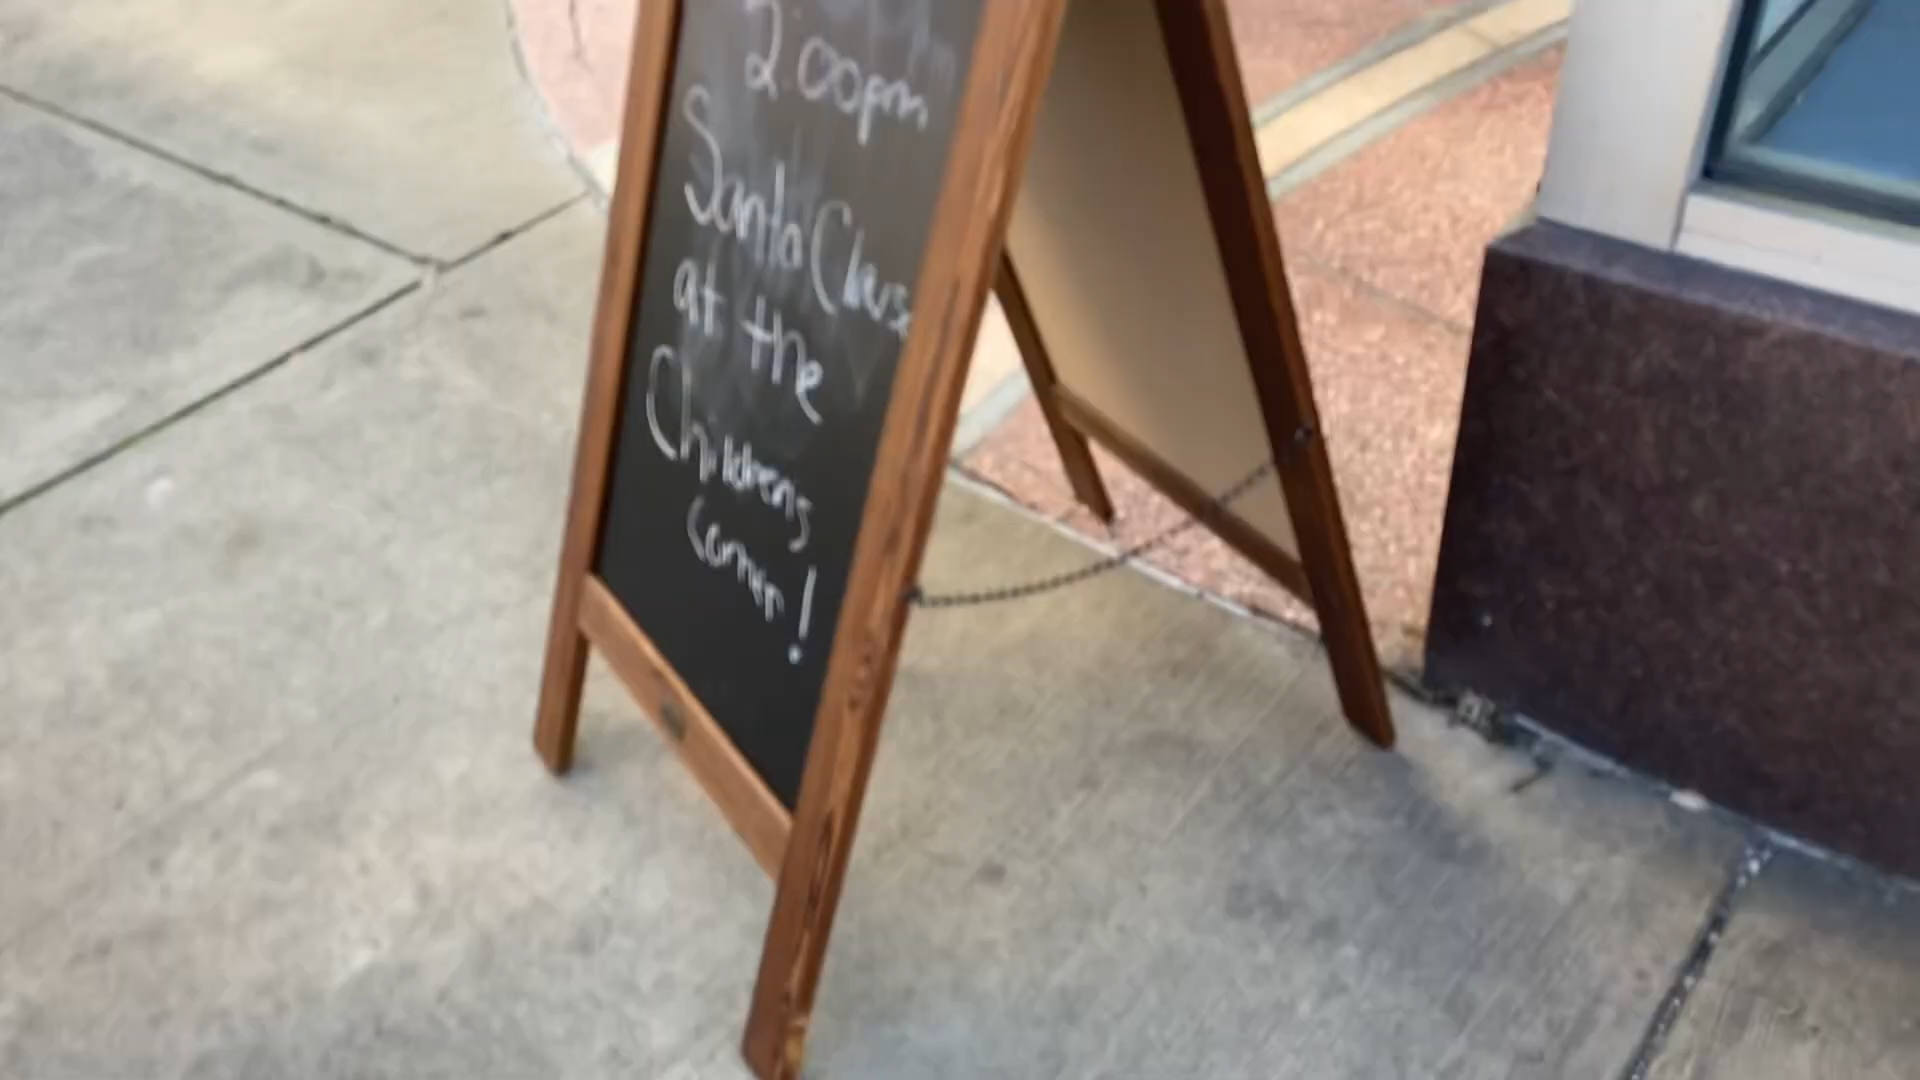 2:00pm
Santa Claus
at the
Childrens
Corner!